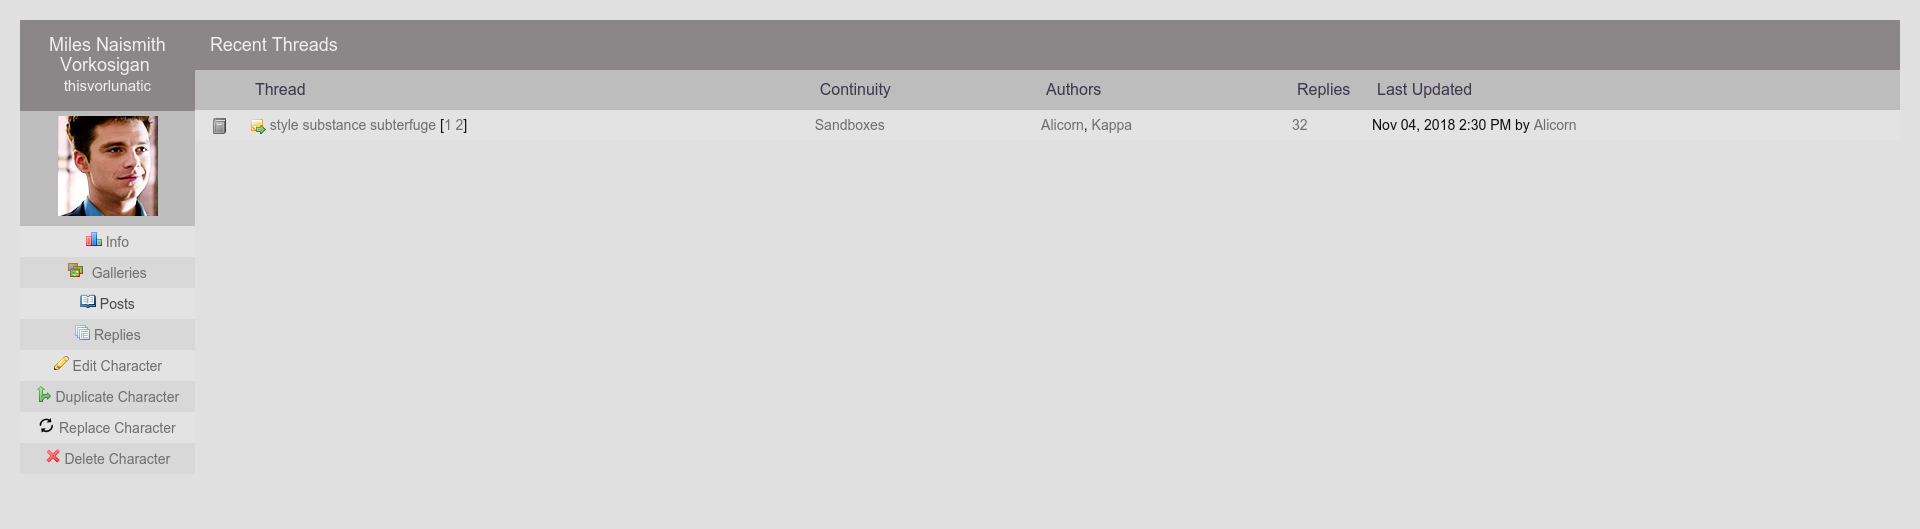 Miles Naismith
Vorkosigan
thisvorlunatic
Info
Galleries
Posts
Replies
Edit Character
Duplicate Character
Replace Character
Delete Character
Recent Threads
Thread Continuity Authors Replies Last Updated
style substance subterfuge [1 2] Sandboxes Alicorn, Kappa 32 Nov 04, 2018 2:30 PM by Alicorn